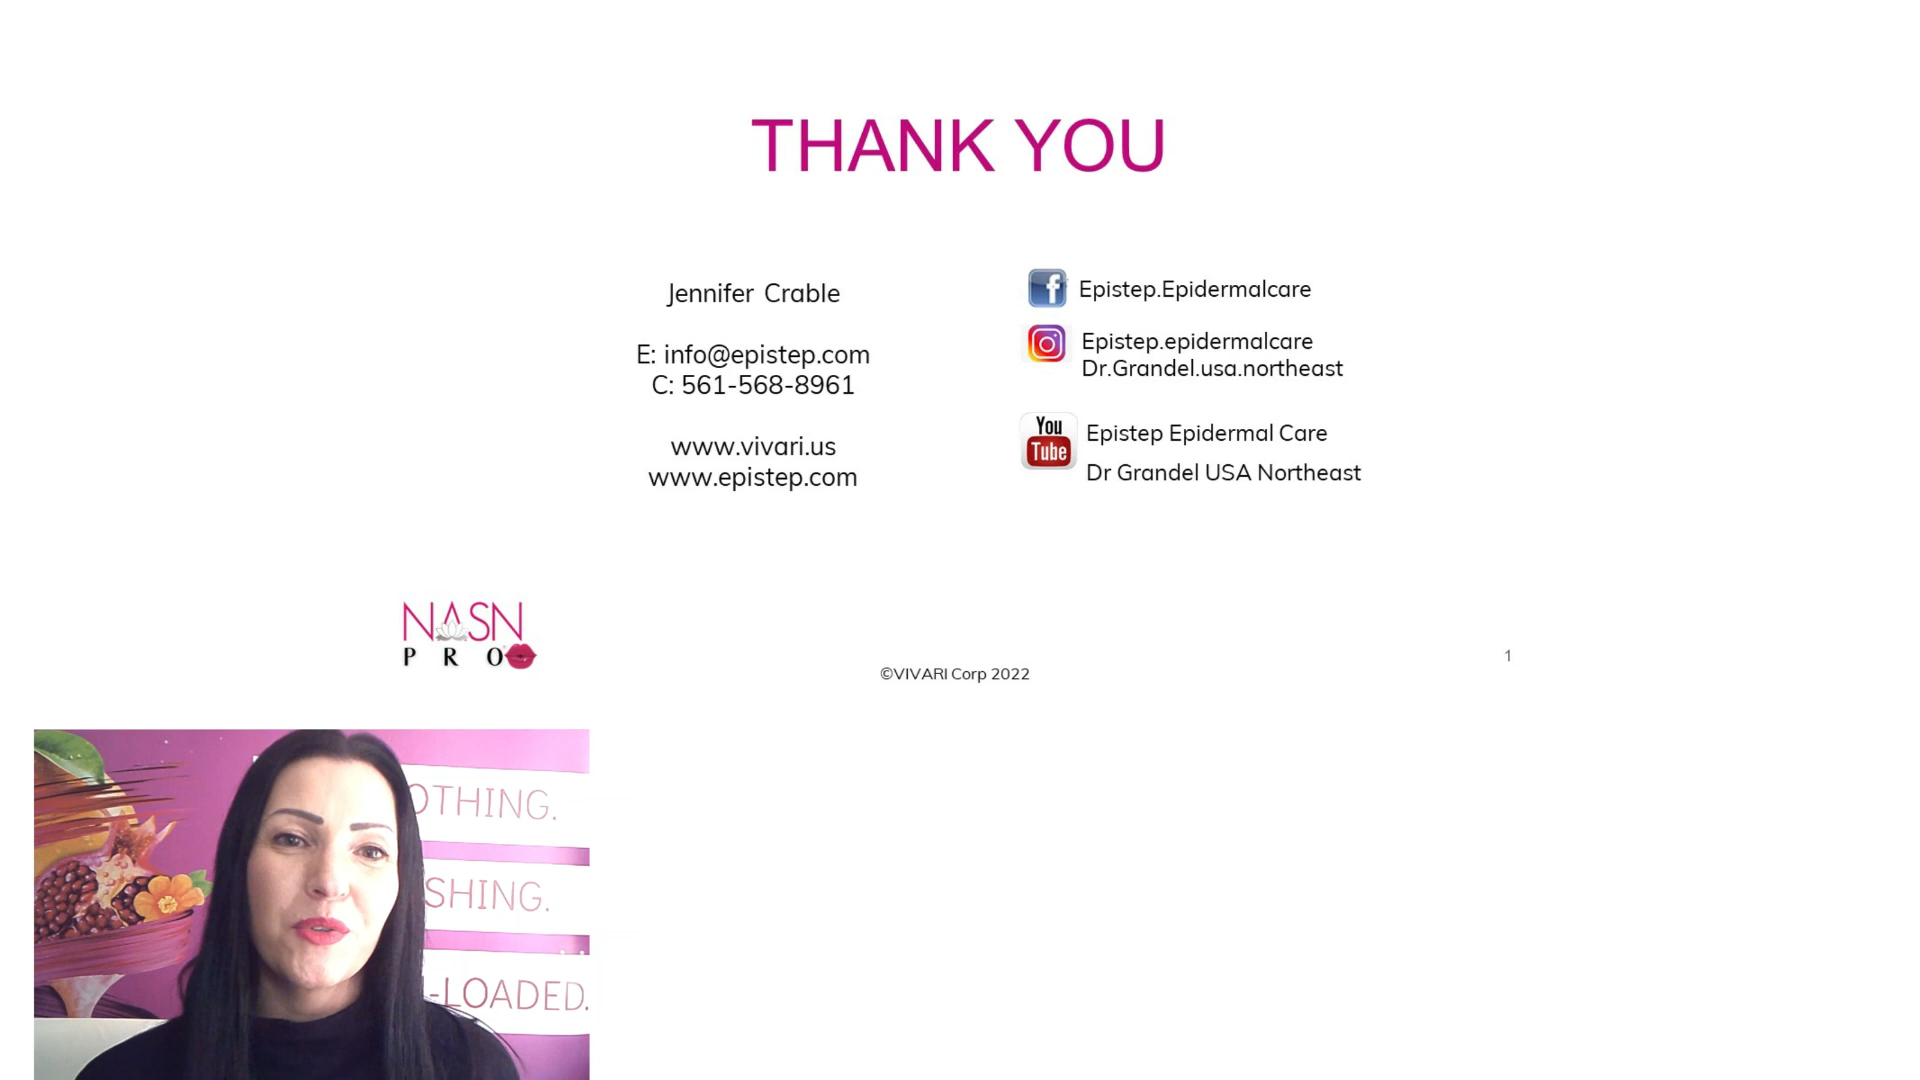 THANK YOU
Jennifer Crable
E: info@epistep.com
C: 561-568-8961
www.vivari.us
www.epistep.com
Epistep.Epidermalcare
Epistep.epidermalcare
Dr.Grandel.usa.northeast
You
Tube
Epistep Epidermal Care
Dr Grandel USA Northeast
NASN
PRO
©VIVARI Corp 2022
1
OTHING.
SHING.
-LOADED.